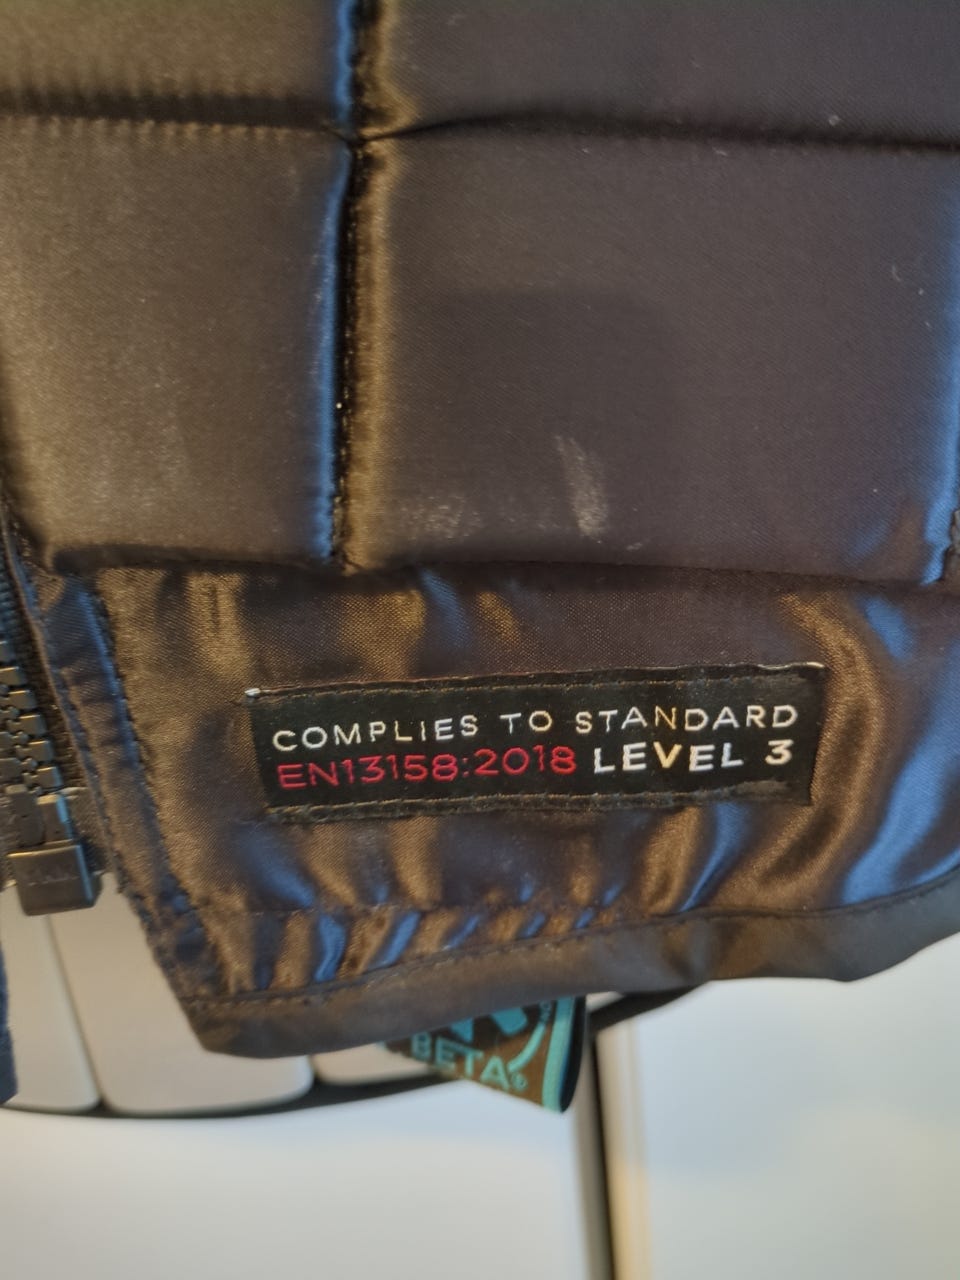 COMPLIES TO STANDARD
EN13158:2018 LEVEL 3
BETA®